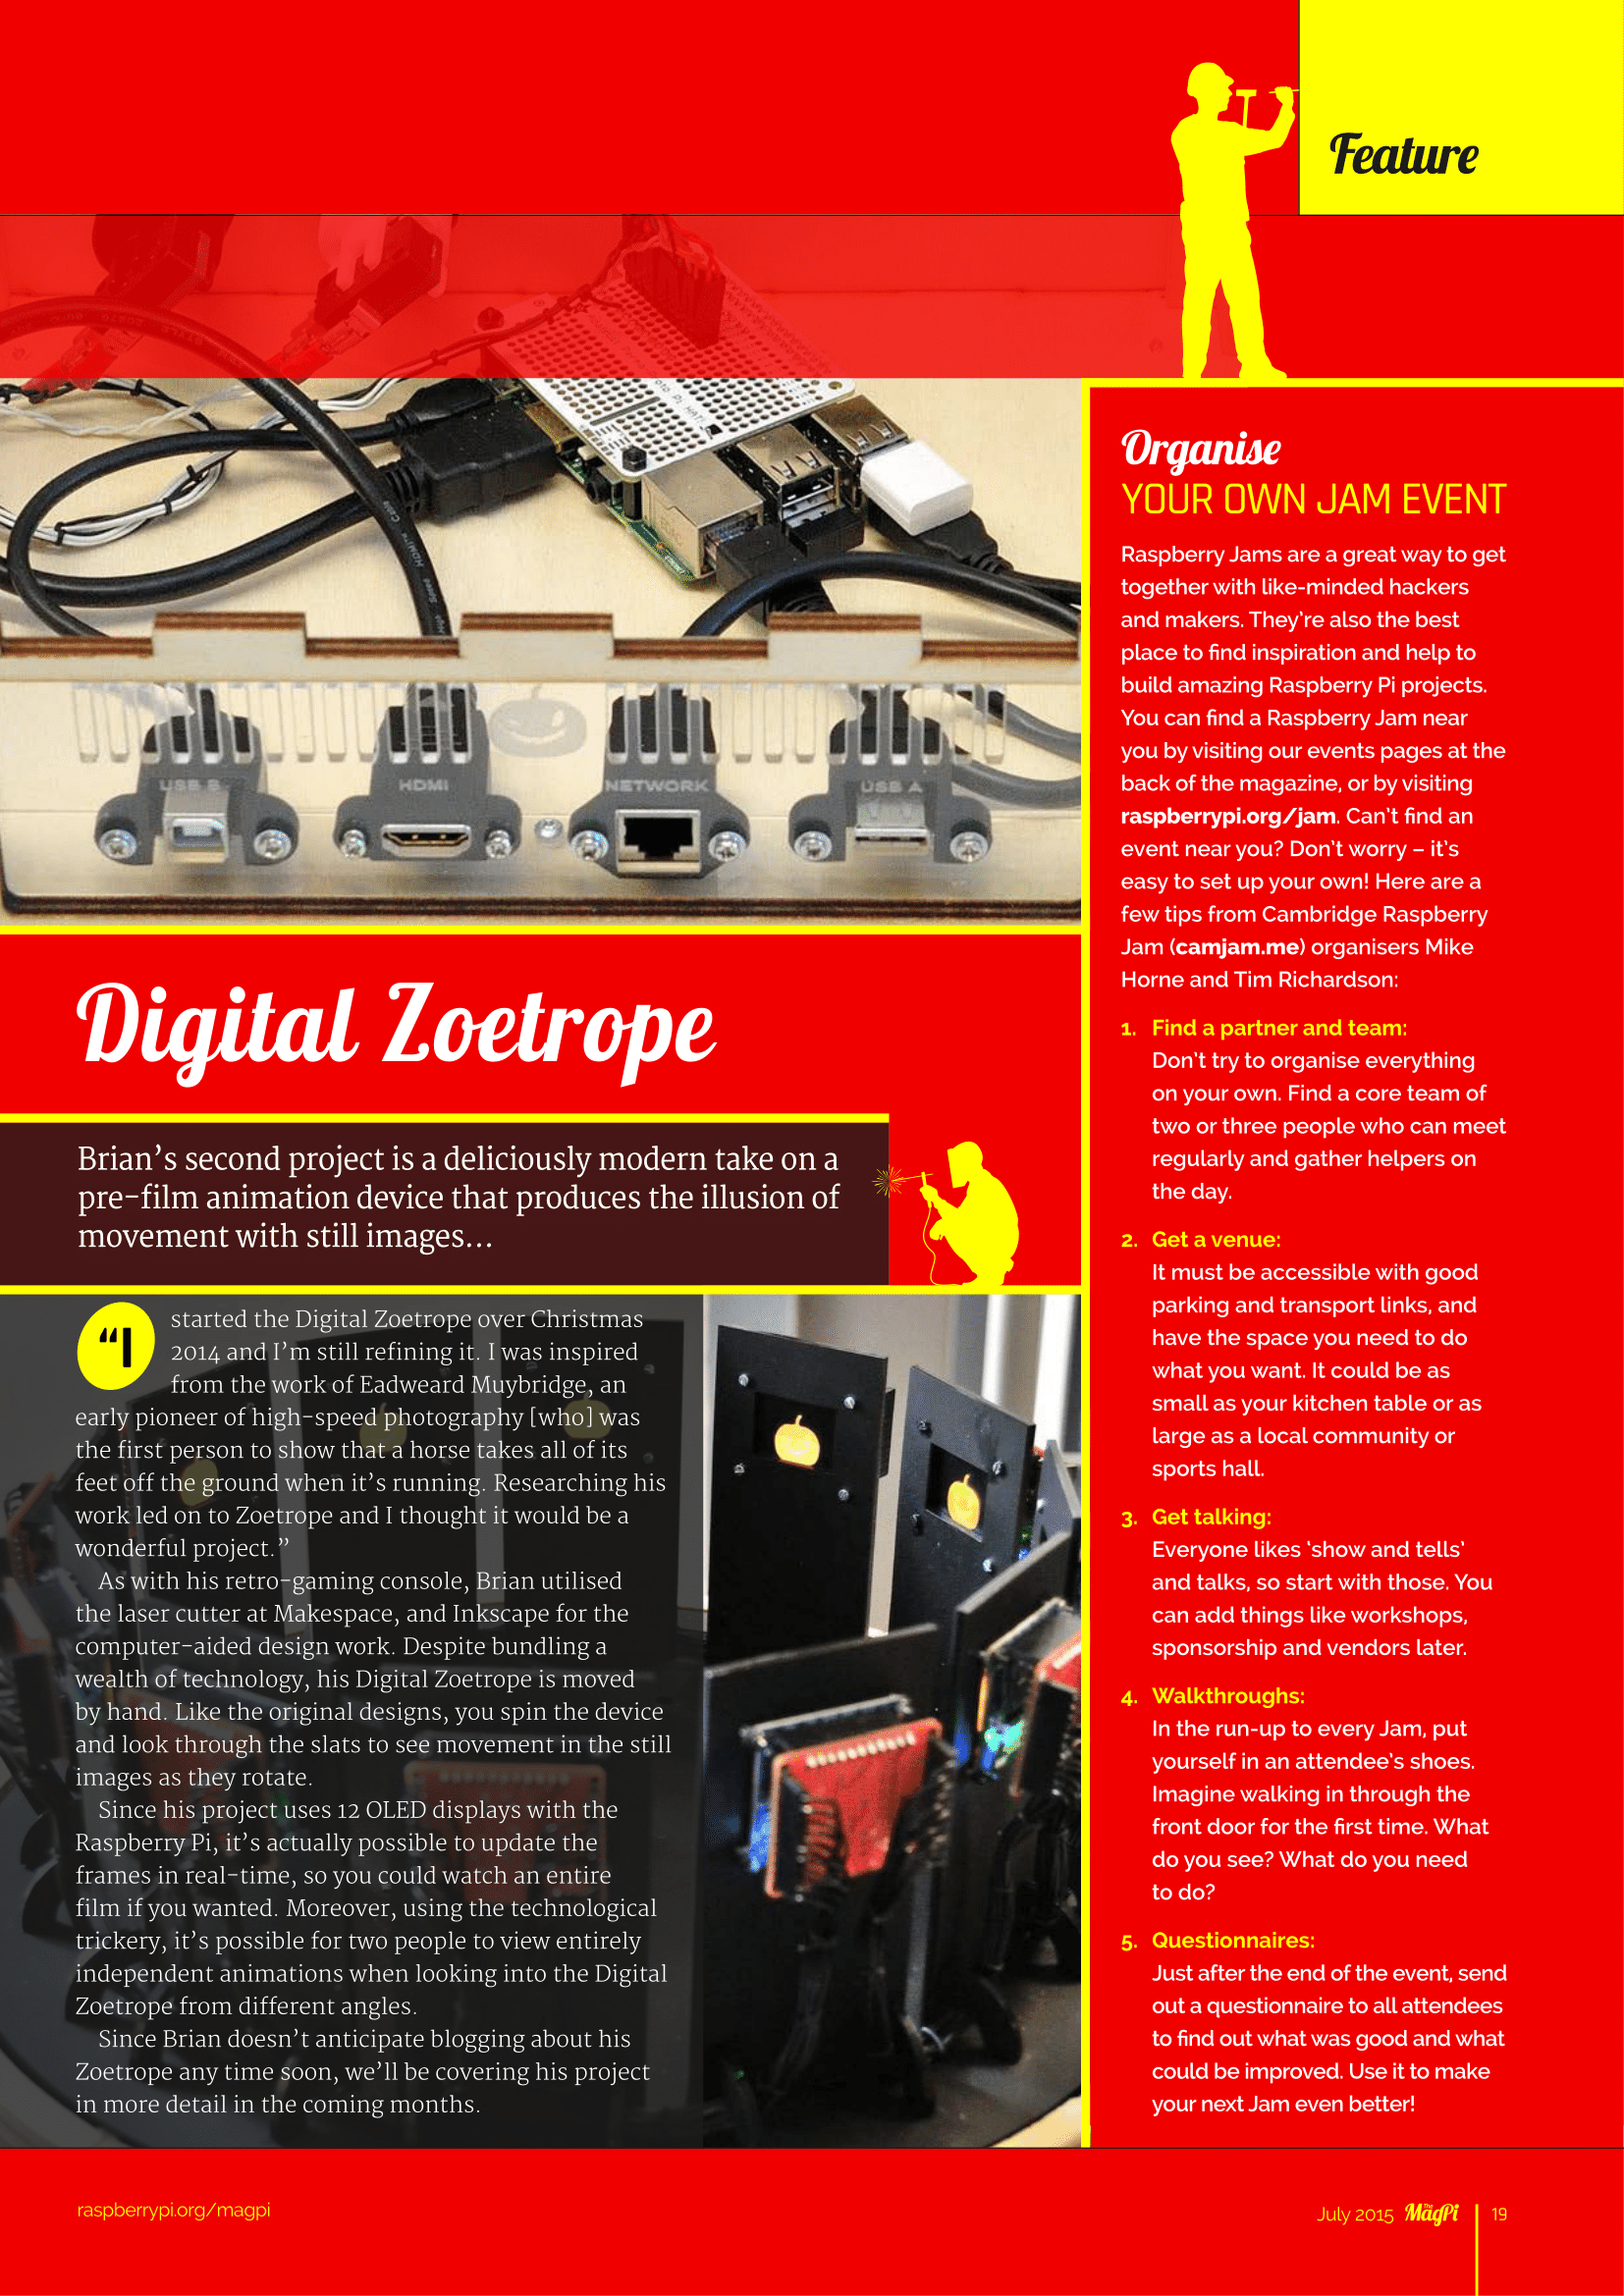 Feature
USB B
HDMI
NETWORK
USB A
Digital Zoetrope
Brian’s second project is a deliciously modern take on a
pre-film animation device that produces the illusion of
movement with still images...
“I started the Digital Zoetrope over Christmas
2014 and I’m still refining it. I was inspired
from the work of Eadweard Muybridge, an
early pioneer of high-speed photography [who] was
the first person to show that a horse takes all of its
feet off the ground when it’s running. Researching his
work led on to Zoetrope and I thought it would be a
wonderful project.”
As with his retro-gaming console, Brian utilised
the laser cutter at Makespace, and Inkscape for the
computer-aided design work. Despite bundling a
wealth of technology, his Digital Zoetrope is moved
by hand. Like the original designs, you spin the device
and look through the slats to see movement in the still
images as they rotate.
Since his project uses 12 OLED displays with the
Raspberry Pi, it’s actually possible to update the
frames in real-time, so you could watch an entire
film if you wanted. Moreover, using the technological
trickery, it’s possible for two people to view entirely
independent animations when looking into the Digital
Zoetrope from different angles.
Since Brian doesn’t anticipate blogging about his
Zoetrope any time soon, we’ll be covering his project
in more detail in the coming months.
Organise
YOUR OWN JAM EVENT
Raspberry Jams are a great way to get
together with like-minded hackers
and makers. They’re also the best
place to find inspiration and help to
build amazing Raspberry Pi projects.
You can find a Raspberry Jam near
you by visiting our events pages at the
back of the magazine, or by visiting
raspberrypi.org/jam. Can’t find an
event near you? Don’t worry – it’s
easy to set up your own! Here are a
few tips from Cambridge Raspberry
Jam (camjam.me) organisers Mike
Horne and Tim Richardson:
1. Find a partner and team:
Don’t try to organise everything
on your own. Find a core team of
two or three people who can meet
regularly and gather helpers on
the day.
2. Get a venue:
It must be accessible with good
parking and transport links, and
have the space you need to do
what you want. It could be as
small as your kitchen table or as
large as a local community or
sports hall.
3. Get talking:
Everyone likes ‘show and tells’
and talks, so start with those. You
can add things like workshops,
sponsorship and vendors later.
4. Walkthroughs:
In the run-up to every Jam, put
yourself in an attendee’s shoes.
Imagine walking in through the
front door for the first time. What
do you see? What do you need
to do?
5. Questionnaires:
Just after the end of the event, send
out a questionnaire to all attendees
to find out what was good and what
could be improved. Use it to make
your next Jam even better!
raspberrypi.org/magpi
July 2015 The MagPi 19